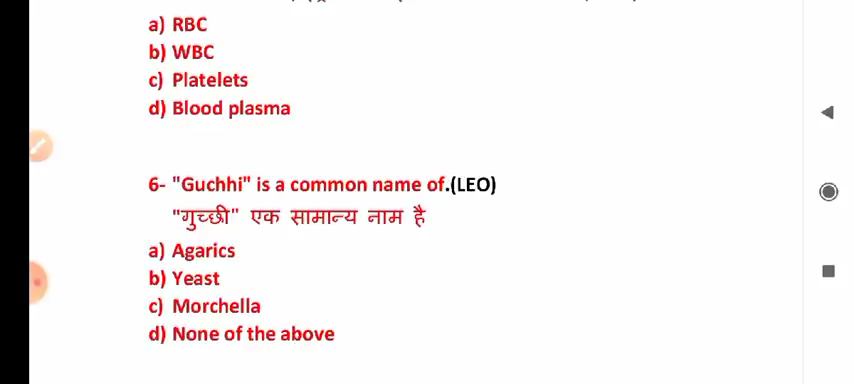 a) RBC
b) WBC
c) Platelets
d) Blood plasma
6- "Guchhi" is a common name of.(LEO)
"गुच्छी" एक सामान्य नाम है
a) Agarics
b) Yeast
c) Morchella
d) None of the above